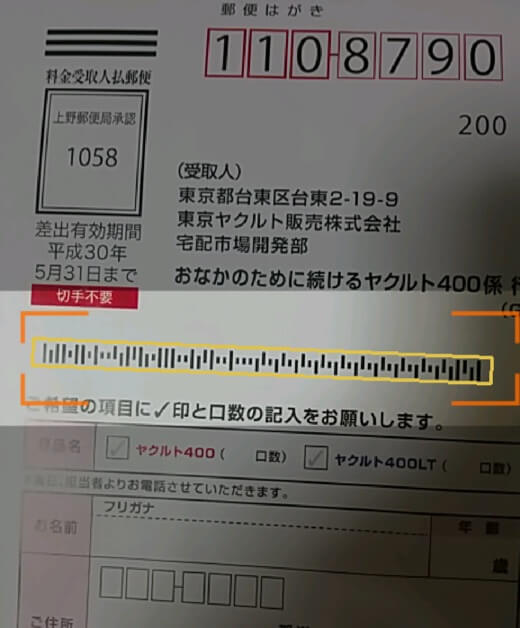 郵便はがき
110-8790
料金受取人払郵便
上野郵便局承認
1058
200
(受取人)
東京都台東区台東2-19-9
東京ヤクルト販売株式会社
宅配市場開発部
おなかのために続けるヤクルト400係 行
差出有効期間
平成30年
5月31日まで
切手不要
ご希望の項目に✓印と口数の記入をお願いします。
商品名
✓ ヤクルト400( 口数)
✓ ヤクルト400LT( 口数)
担当者よりお電話させていただきます。
お名前
フリガナ
年齢
歳
ご住所